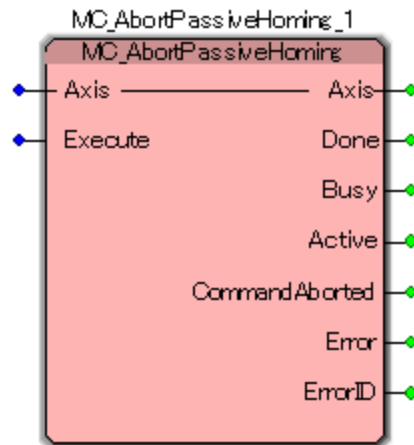 MC_AbortPassiveHoming_1
MC_AbortPassiveHoming
Axis Axis
Execute Done
Busy
Active
CommandAborted
Error
ErrorID